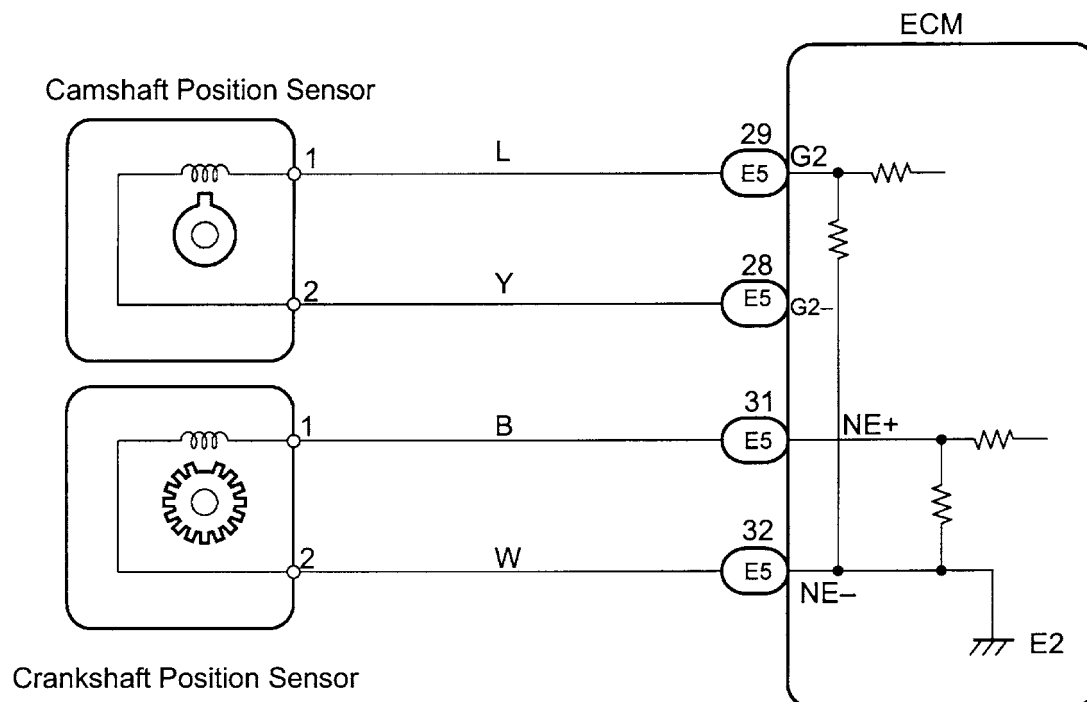 ECM
Camshaft Position Sensor
1
L
29
E5
G2
2
Y
28
E5
G2–
1
B
31
E5
NE+
2
W
32
E5
NE–
E2
Crankshaft Position Sensor